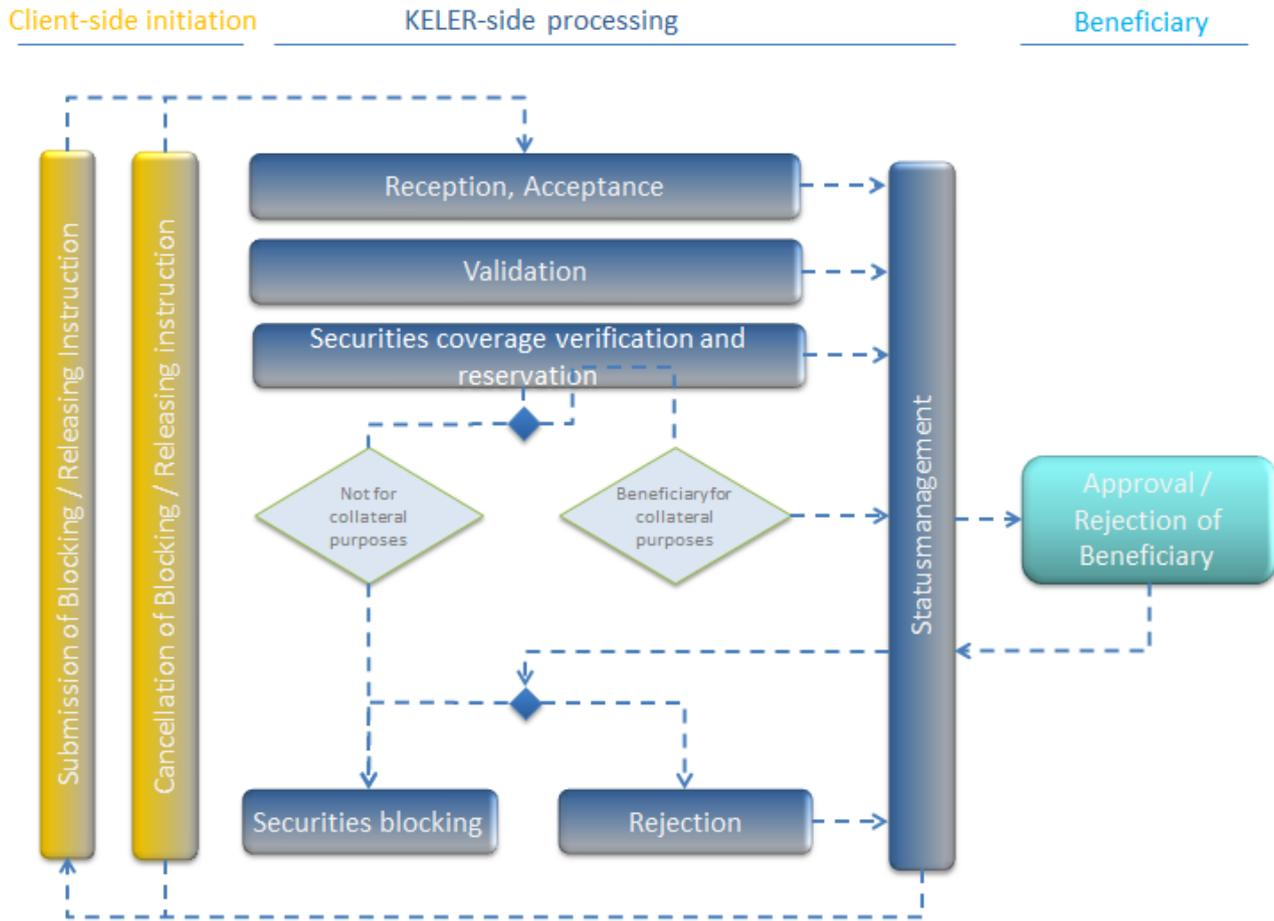 Client-side initiation
KELER-side processing
Beneficiary
Submission of Blocking / Releasing Instruction
Cancellation of Blocking / Releasing instruction
Reception, Acceptance
Validation
Securities coverage verification and
reservation
Not for
collateral
purposes
Beneficiary for
collateral
purposes
Statusmanagement
Approval /
Rejection of
Beneficiary
Securities blocking
Rejection